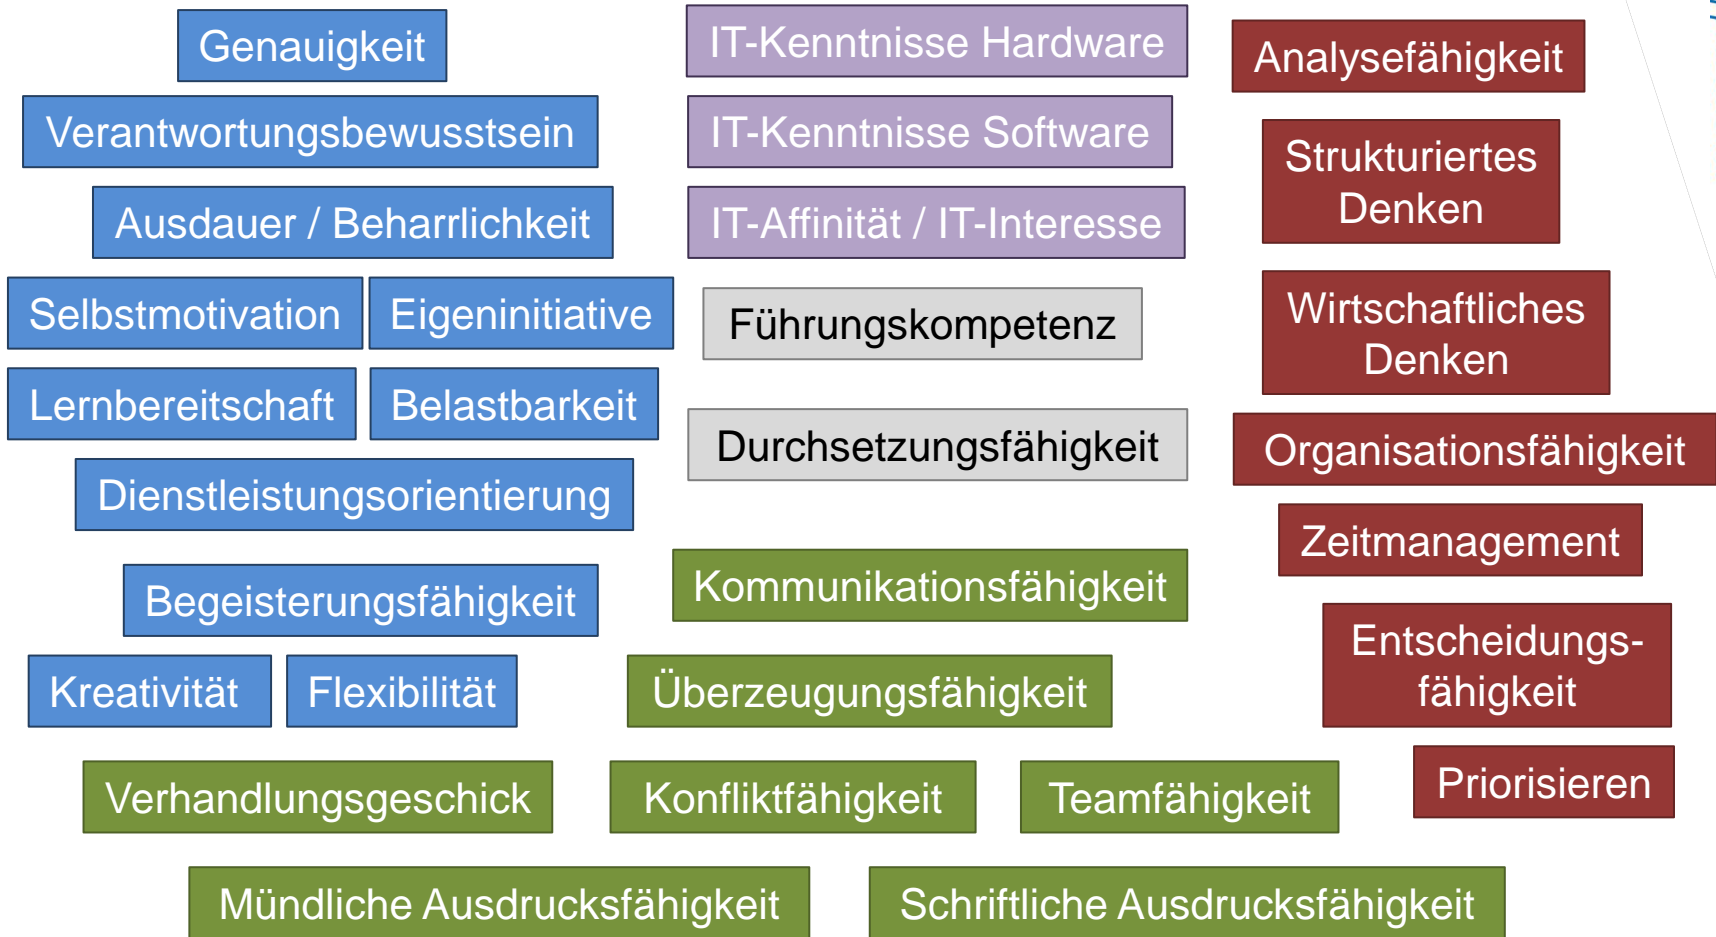 Genauigkeit
Verantwortungsbewusstsein
Ausdauer / Beharrlichkeit
Selbstmotivation
Eigeninitiative
Lernbereitschaft
Belastbarkeit
Dienstleistungsorientierung
Begeisterungsfähigkeit
Kreativität
Flexibilität
IT-Kenntnisse Hardware
IT-Kenntnisse Software
IT-Affinität / IT-Interesse
Führungskompetenz
Durchsetzungsfähigkeit
Kommunikationsfähigkeit
Überzeugungsfähigkeit
Verhandlungsgeschick
Konfliktfähigkeit
Teamfähigkeit
Mündliche Ausdrucksfähigkeit
Schriftliche Ausdrucksfähigkeit
Analysefähigkeit
Strukturiertes
Denken
Wirtschaftliches
Denken
Organisationsfähigkeit
Zeitmanagement
Entscheidungs-
fähigkeit
Priorisieren